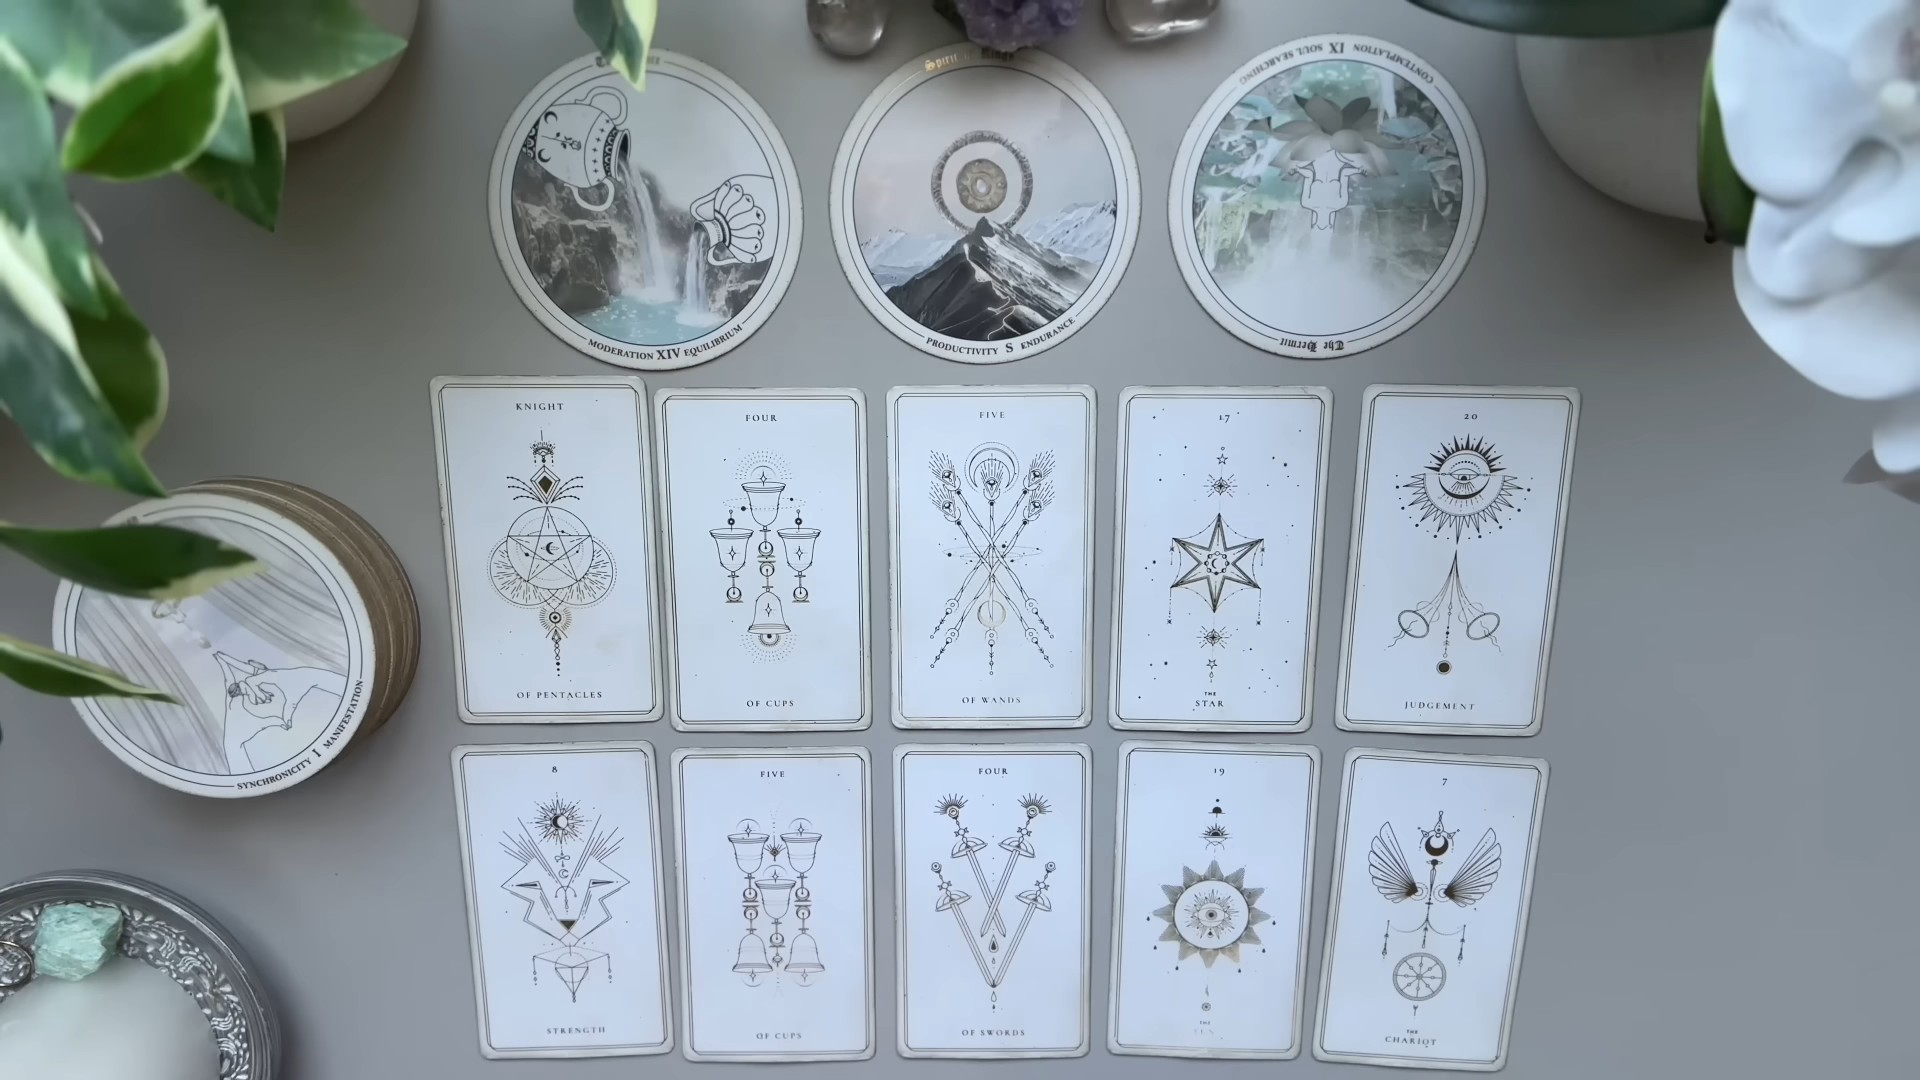 MODERATION XIV EQUILIBRIUM
Spirit
PRODUCTIVITY S ENDURANCE
CONTEMPLATION IX SOUL SEARCHING
The Hermit
KNIGHT
OF PENTACLES
FOUR
OF CUPS
FIVE
OF WANDS
17
THE
STAR
20
JUDGEMENT
SYNCHRONICITY I MANIFESTATION
8
STRENGTH
FIVE
OF CUPS
FOUR
OF SWORDS
19
THE
SUN
7
THE
CHARIOT